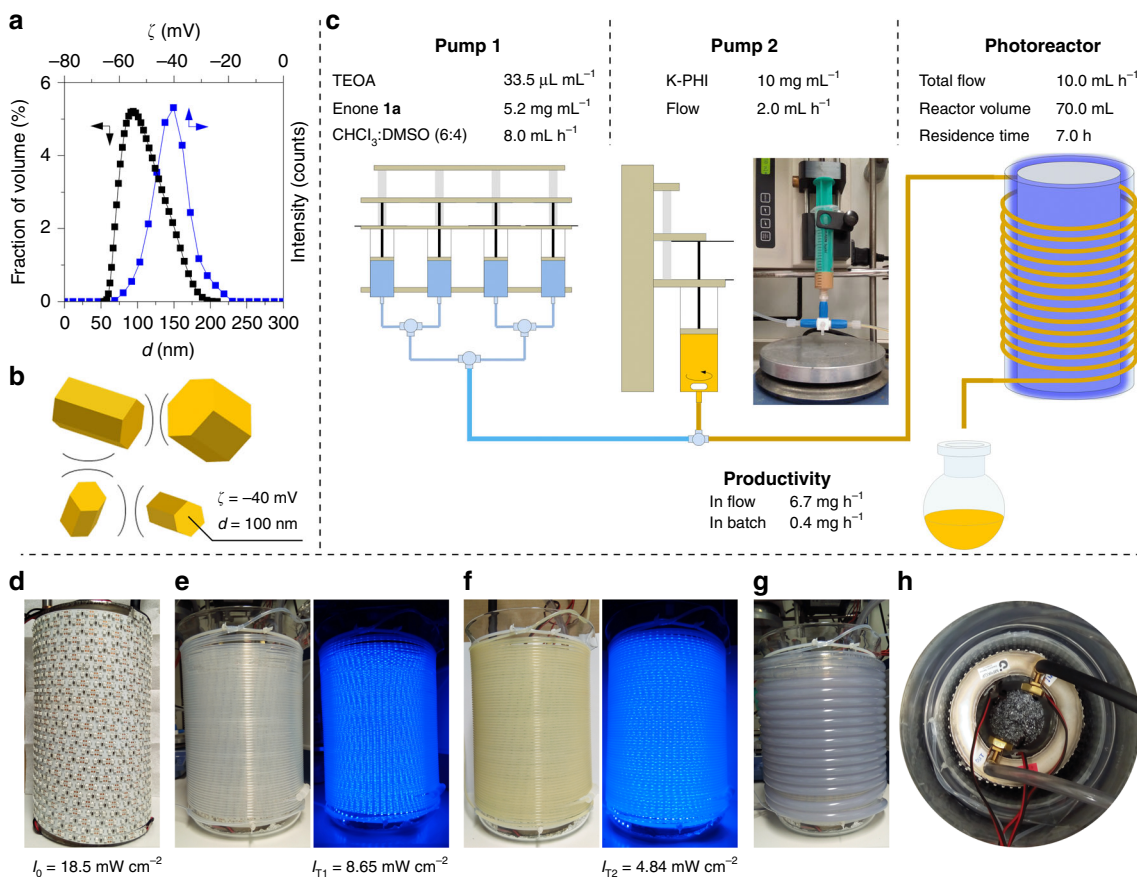 a
ζ (mV)
−80 −60 −40 −20 0
Fraction of volume (%)
6
4
2
0
Intensity (counts)
0 50 100 150 200 250 300
d (nm)
b
ζ = −40 mV
d = 100 nm
c
Pump 1
TEOA 33.5 μL mL⁻¹
Enone 1a 5.2 mg mL⁻¹
CHCl₃:DMSO (6:4) 8.0 mL h⁻¹
Pump 2
K-PHI 10 mg mL⁻¹
Flow 2.0 mL h⁻¹
Photoreactor
Total flow 10.0 mL h⁻¹
Reactor volume 70.0 mL
Residence time 7.0 h
Productivity
In flow 6.7 mg h⁻¹
In batch 0.4 mg h⁻¹
d
e
f
g
h
I₀ = 18.5 mW cm⁻²
I_T1 = 8.65 mW cm⁻²
I_T2 = 4.84 mW cm⁻²